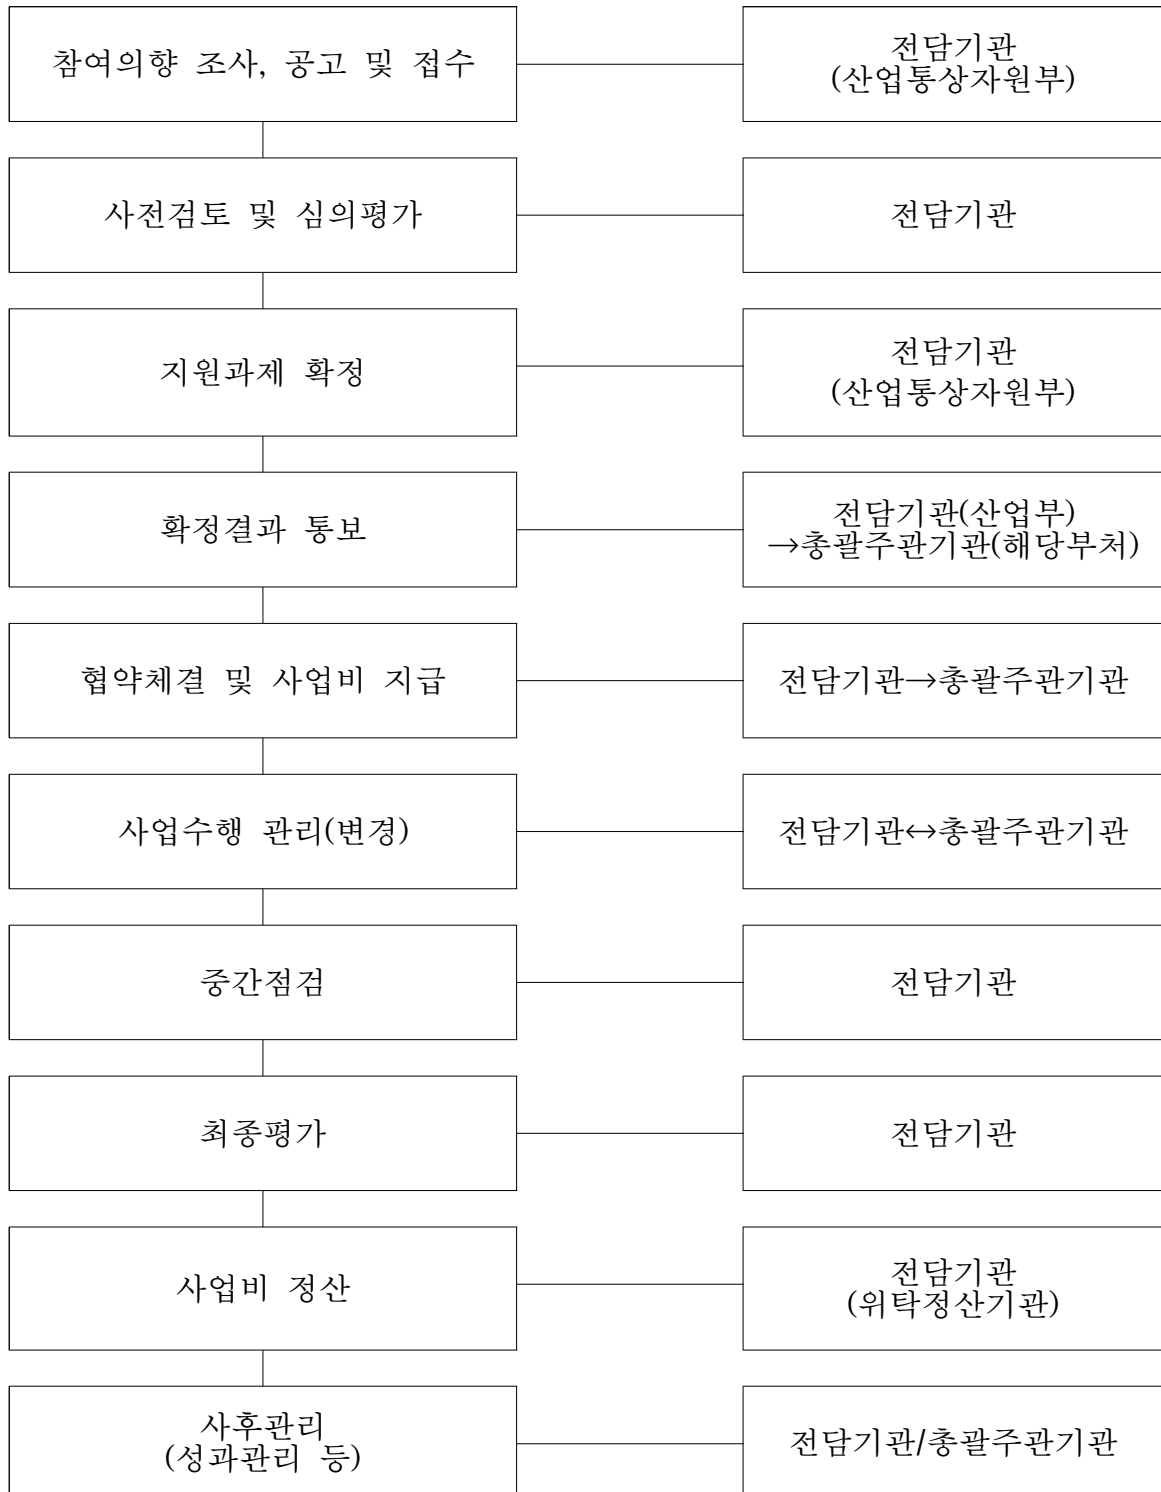 참여의향 조사, 공고 및 접수
전담기관
(산업통상자원부)
사전검토 및 심의평가
전담기관
지원과제 확정
전담기관
(산업통상자원부)
확정결과 통보
전담기관(산업부)
→총괄주관기관(해당부처)
협약체결 및 사업비 지급
전담기관→총괄주관기관
사업수행 관리(변경)
전담기관↔총괄주관기관
중간점검
전담기관
최종평가
전담기관
사업비 정산
전담기관
(위탁정산기관)
사후관리
(성과관리 등)
전담기관/총괄주관기관